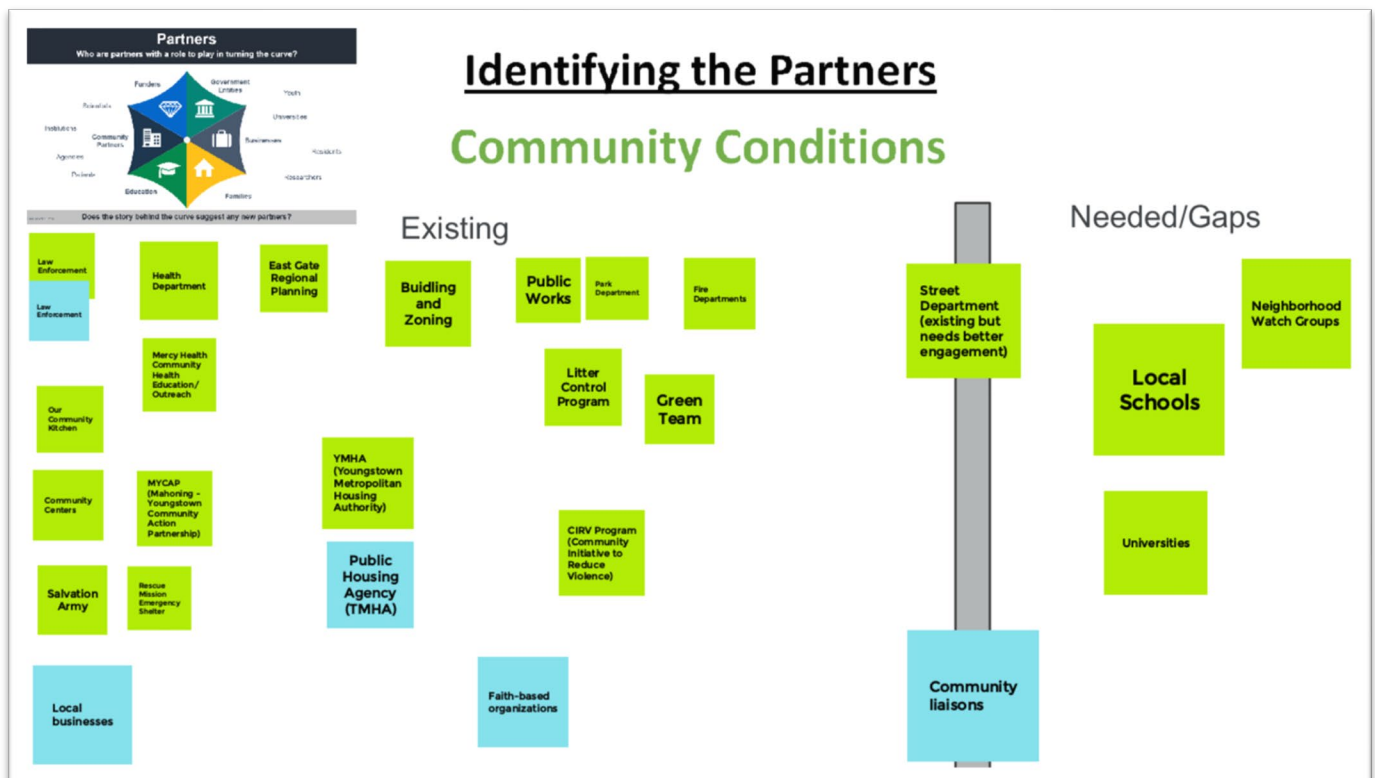 Partners
Who are partners with a role to play in turning the curve?
Funders
Government
Entities
Youth
Universities
Institutions
Community
Partners
Businesses
Residents
Agencies
Researchers
Education
Families
Does the story behind the curve suggest any new partners?
Identifying the Partners
Community Conditions
Existing
Needed/Gaps
Law
Enforcement
Law
Enforcement
Health
Department
East Gate
Regional
Planning
Buidling
and
Zoning
Public
Works
Park
Department
Fire
Departments
Street
Department
(existing but
needs better
engagement)
Local
Schools
Neighborhood
Watch Groups
Mercy Health
Community
Health
Education/
Outreach
Litter
Control
Program
Green
Team
Our
Community
Kitchen
YMHA
(Youngstown
Metropolitan
Housing
Authority)
Community
Centers
MYCAP
(Mahoning -
Youngstown
Community
Action
Partnership)
CIRV Program
(Community
Initiative to
Reduce
Violence)
Universities
Public
Housing
Agency
(TMHA)
Salvation
Army
Rescue
Mission
Emergency
Shelter
Local
businesses
Faith-based
organizations
Community
liaisons